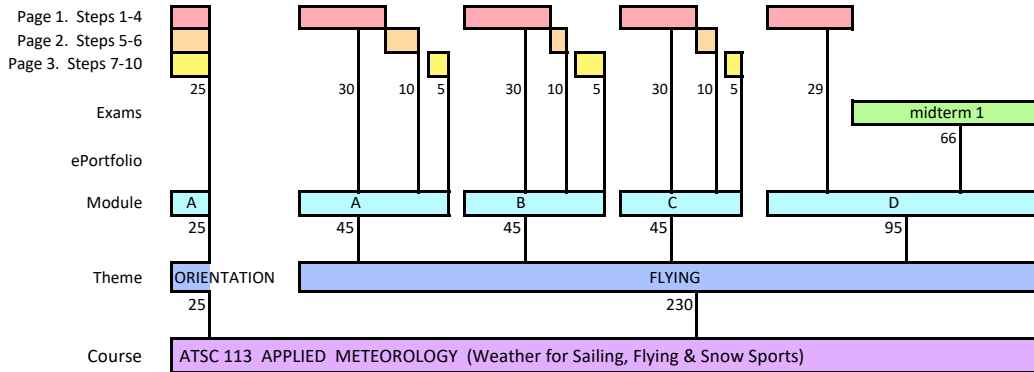 Page 1.  Steps 1-4
Page 2.  Steps 5-6
Page 3.  Steps 7-10
25 30 10 5 30 10 5 30 10 5 29
Exams midterm 1
66
ePortfolio
Module A A B C D
25 45 45 45 95
Theme ORIENTATION FLYING
25 230
Course ATSC 113  APPLIED  METEOROLOGY  (Weather for Sailing, Flying & Snow Sports)